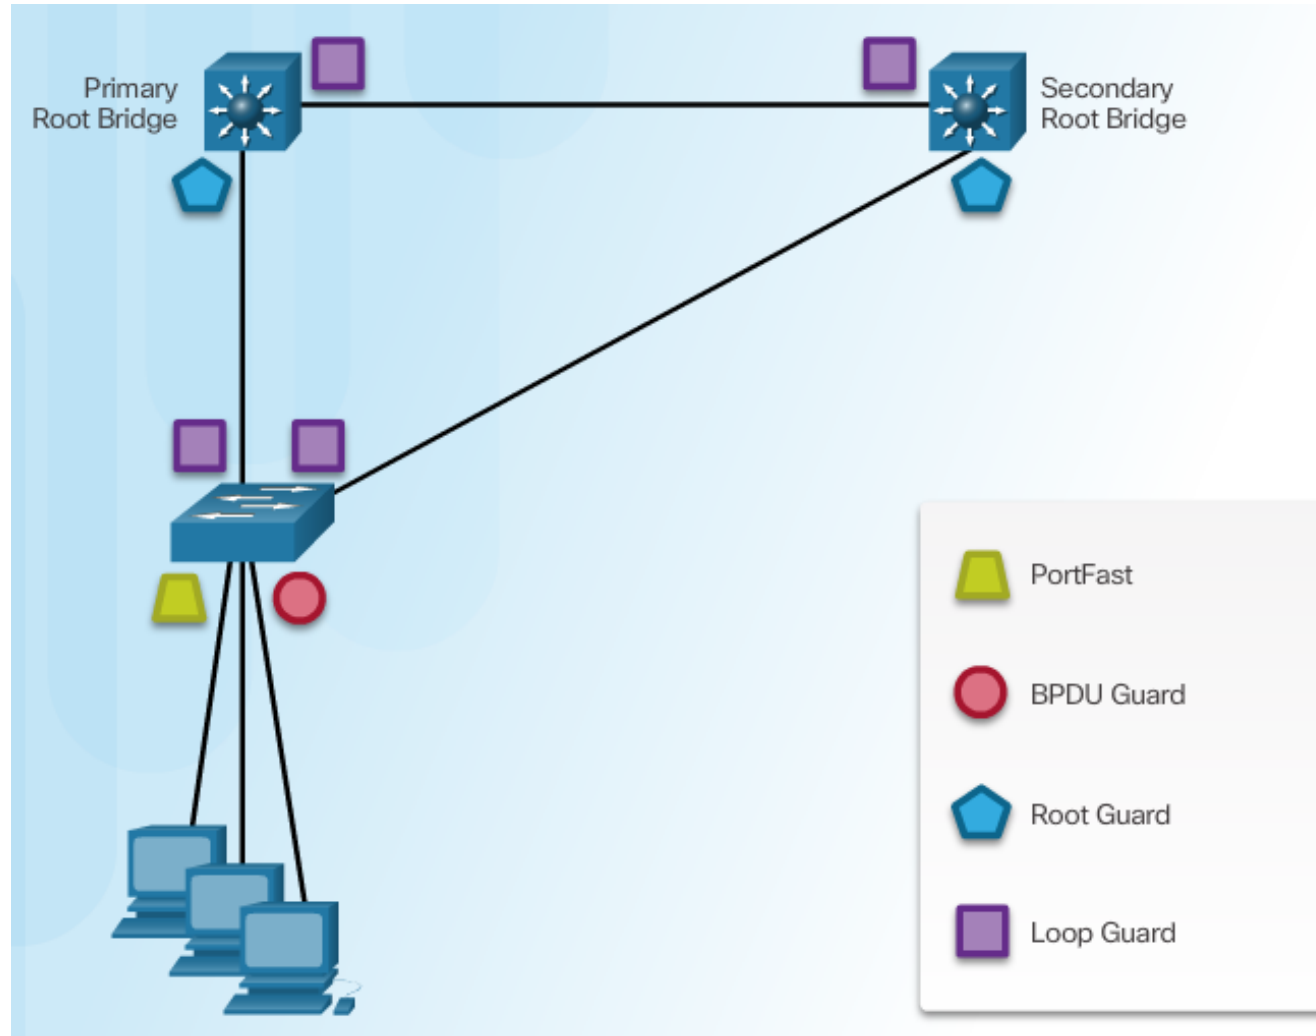 Primary
Root Bridge
Secondary
Root Bridge
PortFast
BPDU Guard
Root Guard
Loop Guard